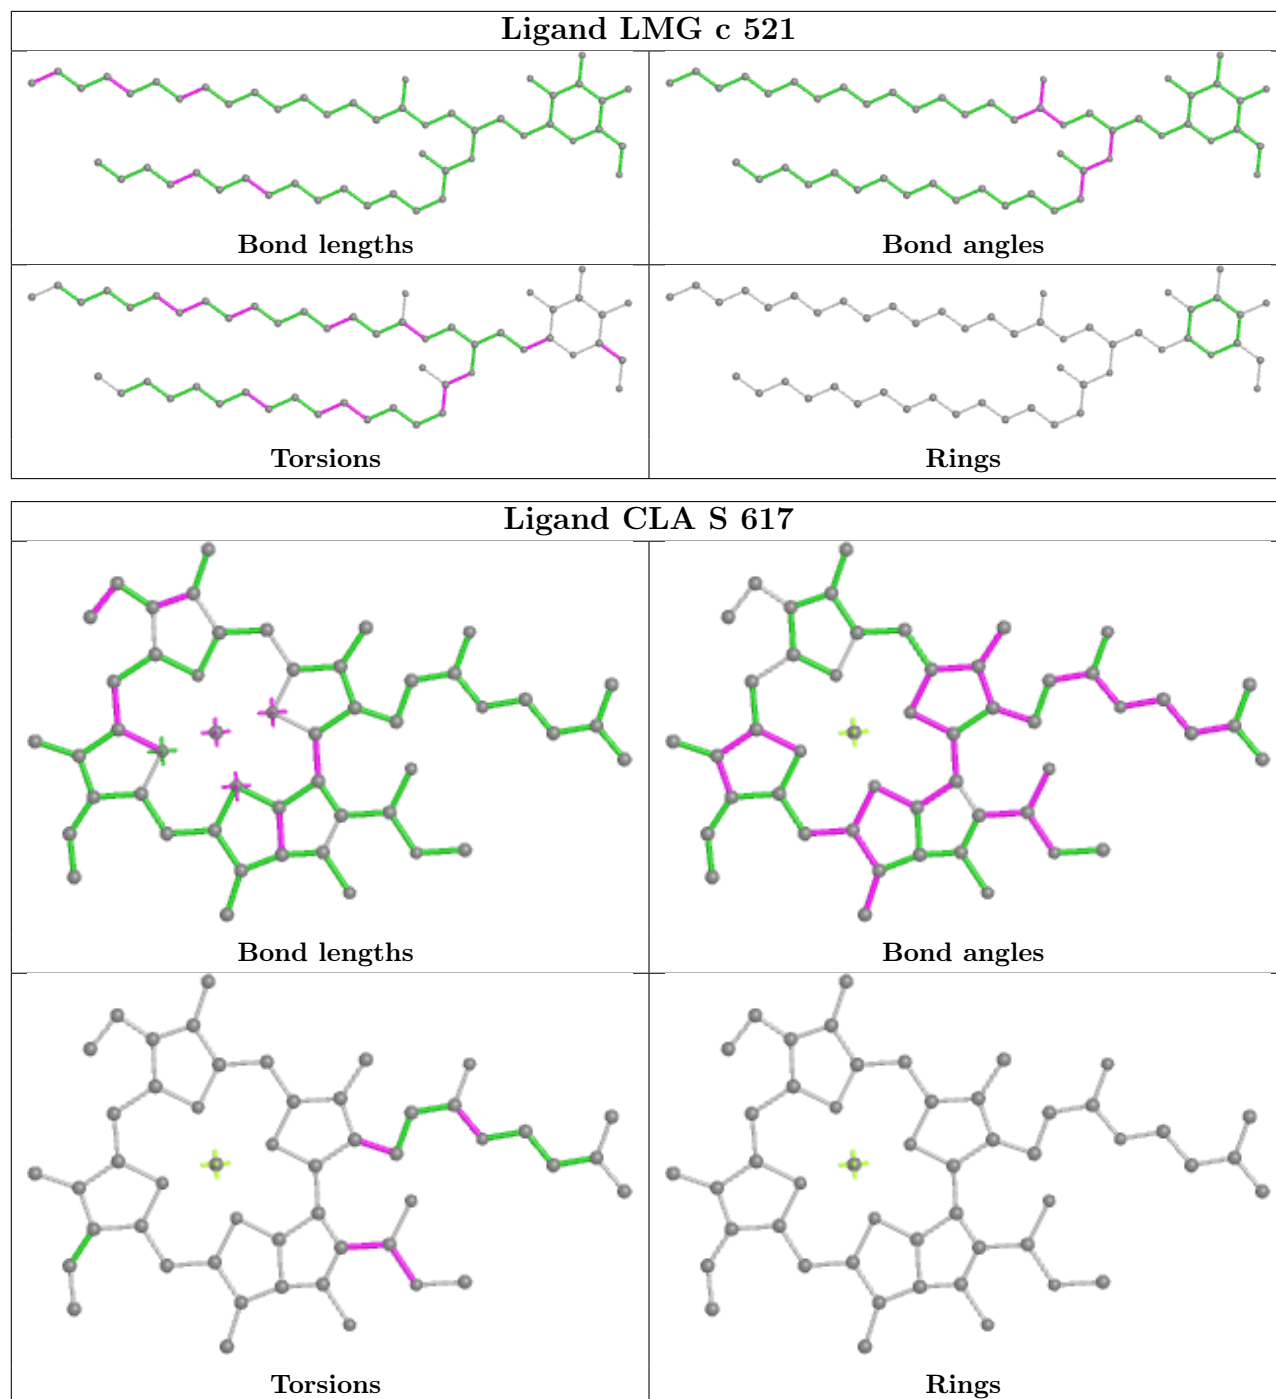 Ligand LMG c 521
Bond lengths
Bond angles
Torsions
Rings
Ligand CLA S 617
Bond lengths
Bond angles
Torsions
Rings